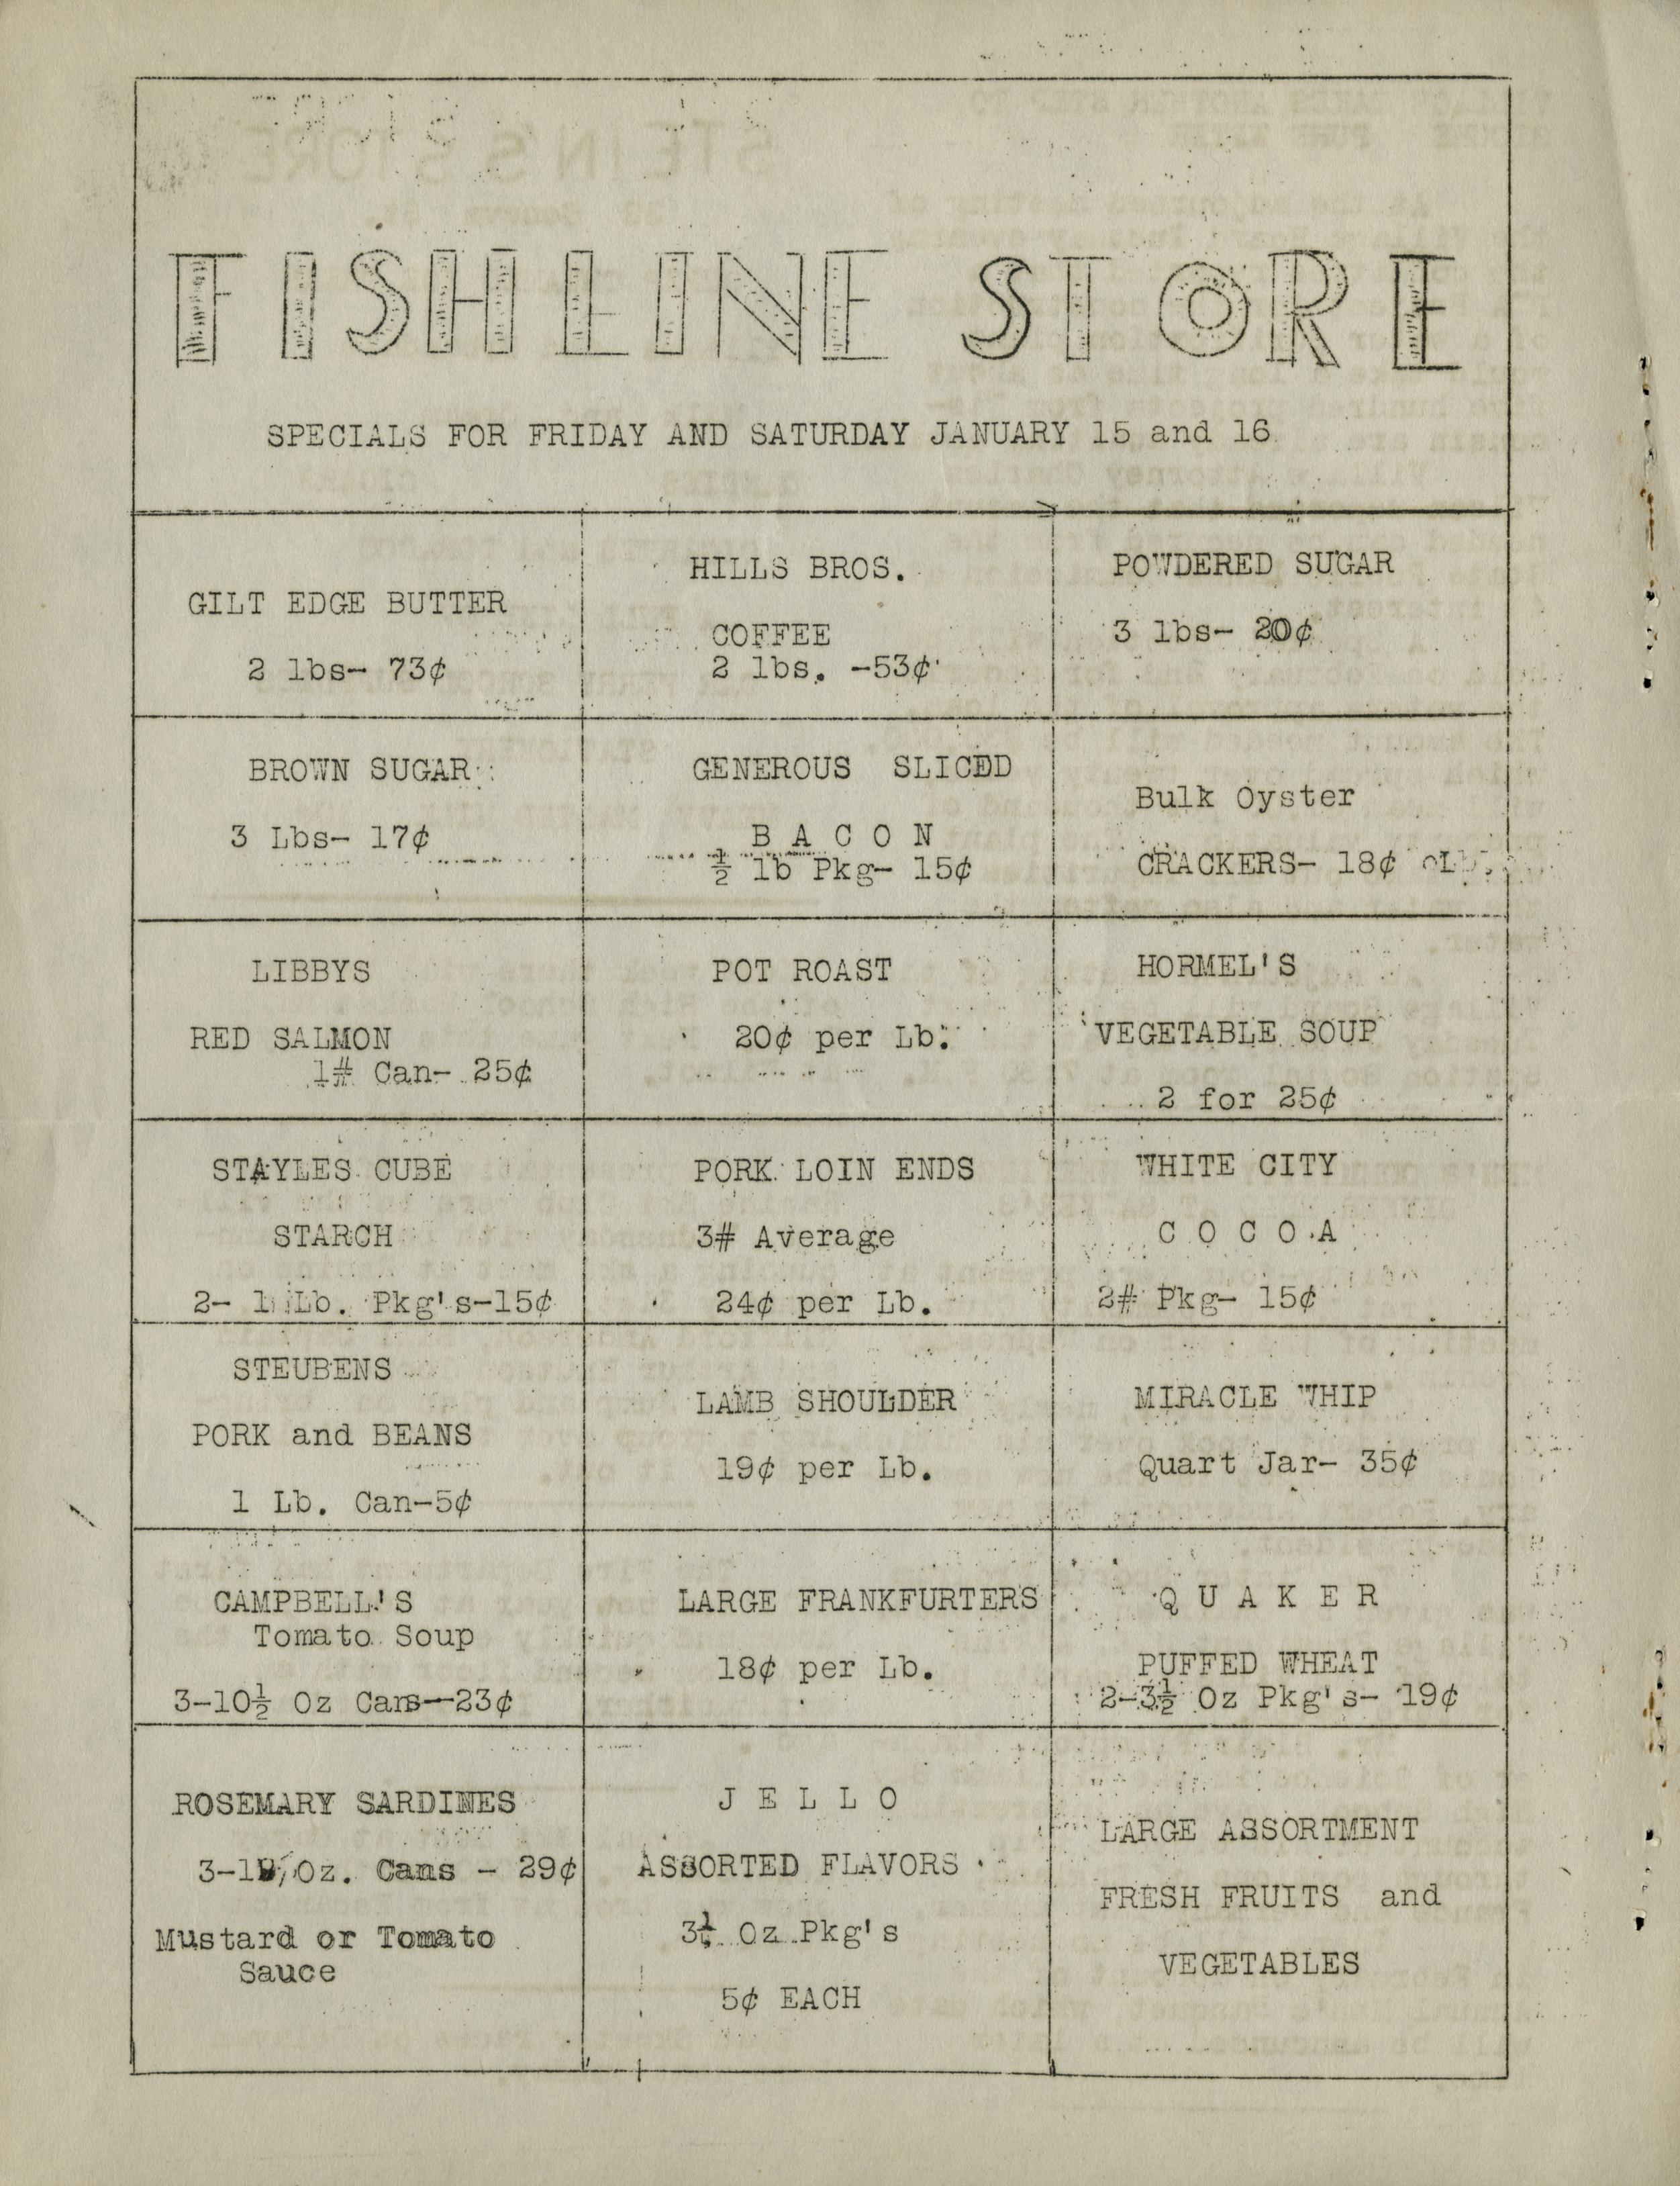 FISHLINE STORE
SPECIALS FOR FRIDAY AND SATURDAY JANUARY 15 and 16
GILT EDGE BUTTER
2 lbs- 73¢
HILLS BROS.
COFFEE
2 lbs. -53¢
POWDERED SUGAR
3 lbs- 20¢
BROWN SUGAR
3 Lbs- 17¢
GENEROUS SLICED
B A C O N
½ lb Pkg- 15¢
Bulk Oyster
CRACKERS- 18¢
LIBBYS
RED SALMON
1# Can- 25¢
POT ROAST
20¢ per Lb.
HORMEL'S
VEGETABLE SOUP
2 for 25¢
STAYLES CUBE
STARCH
2- 1 Lb. Pkg's-15¢
PORK LOIN ENDS
3# Average
24¢ per Lb.
WHITE CITY
C O C O A
2# Pkg- 15¢
STEUBENS
PORK and BEANS
1 Lb. Can-5¢
LAMB SHOULDER
19¢ per Lb.
MIRACLE WHIP
Quart Jar- 35¢
CAMPBELL'S
Tomato Soup
3-10½ Oz Cans-23¢
LARGE FRANKFURTERS
18¢ per Lb.
Q U A K E R
PUFFED WHEAT
2-3½ Oz Pkg's- 19¢
ROSEMARY SARDINES
Oz. Cans - 29¢
Mustard or Tomato
Sauce
J E L L O
ASSORTED FLAVORS
3¼ Oz Pkg's
5¢ EACH
LARGE ASSORTMENT
FRESH FRUITS and
VEGETABLES